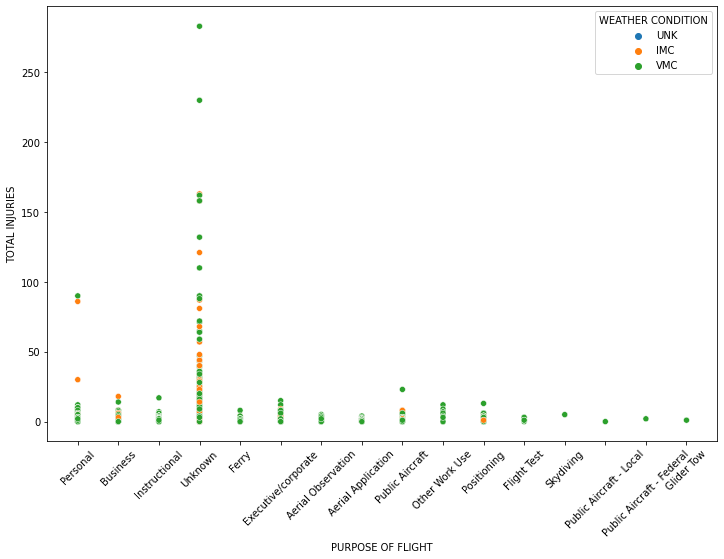 WEATHER CONDITION
UNK
IMC
VMC
TOTAL INJURIES
250
200
150
100
50
0
Personal
Business
Instructional
Unknown
Ferry
Executive/corporate
Aerial Observation
Aerial Application
Public Aircraft
Other Work Use
Positioning
Flight Test
Skydiving
Public Aircraft - Local
Public Aircraft - Federal
Glider Tow
PURPOSE OF FLIGHT